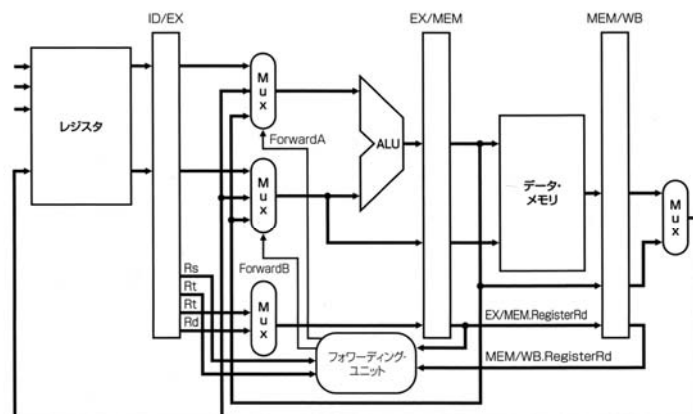 ID/EX
EX/MEM
MEM/WB
レジスタ
Mux
ForwardA
ALU
Mux
ForwardB
データ・
メモリ
Mux
Rs
Rt
Rt
Rd
Mux
EX/MEM.RegisterRd
フォワーディング・
ユニット
MEM/WB.RegisterRd